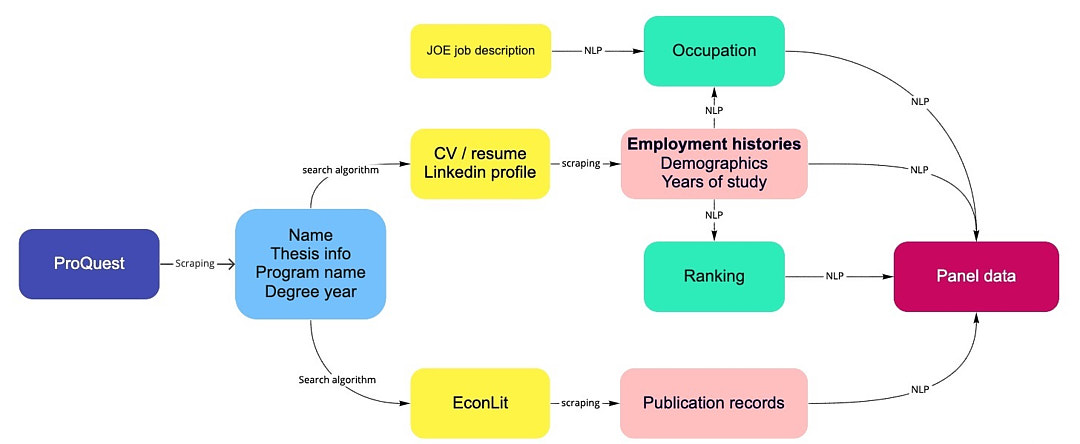 JOE job description
NLP
Occupation
NLP
NLP
CV / resume
Linkedin profile
scraping
Employment histories
Demographics
Years of study
NLP
search algorithm
NLP
ProQuest
Scraping
Name
Thesis info
Program name
Degree year
Ranking
NLP
Panel data
Search algorithm
EconLit
scraping
Publication records
NLP